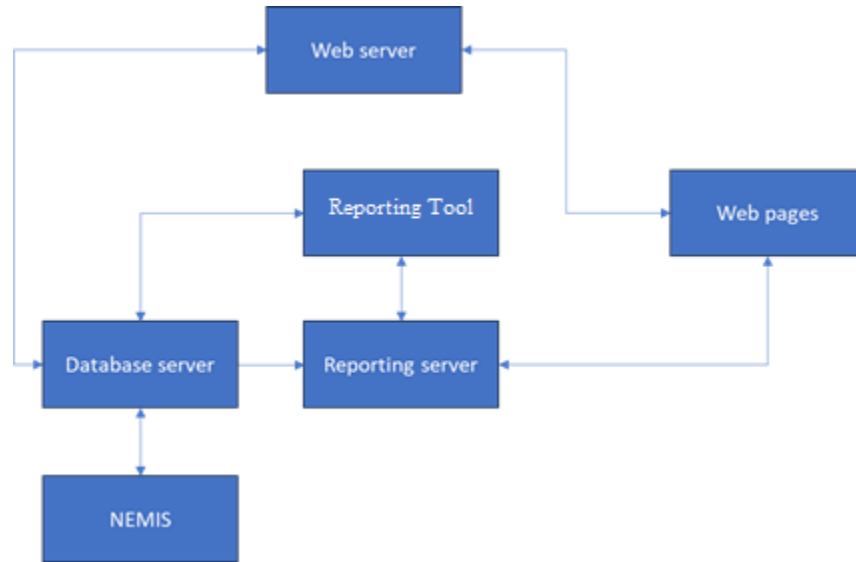 Web server
Reporting Tool
Web pages
Database server
Reporting server
NEMIS